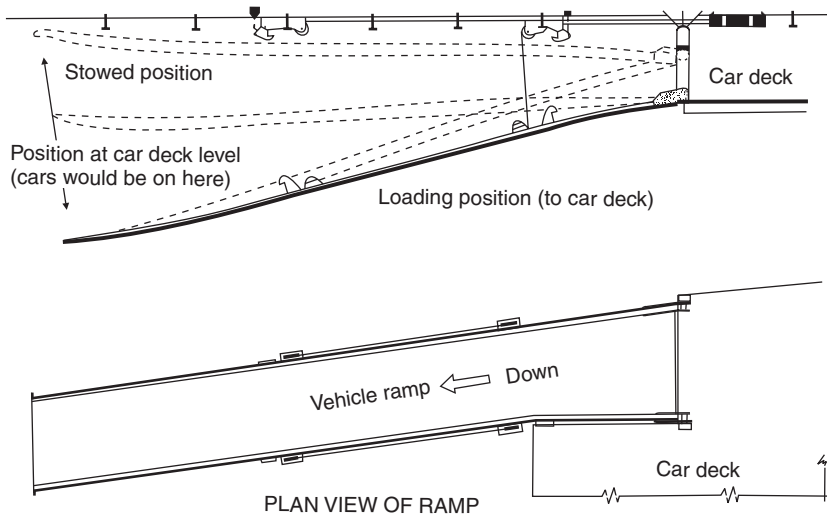 Stowed position
Car deck
Position at car deck level
(cars would be on here)
Loading position (to car deck)
Vehicle ramp
Down
Car deck
PLAN VIEW OF RAMP